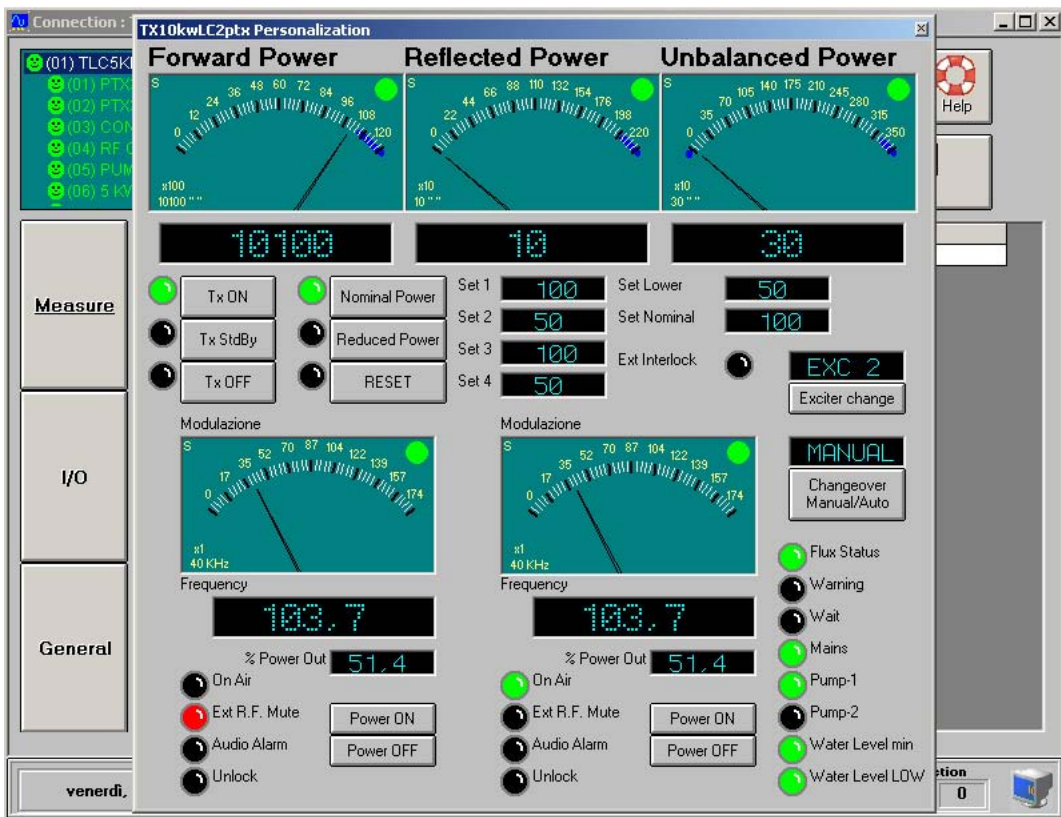 Connection :
TX10kwLC2ptx Personalization
(01) TLC5K
(01) PTX
(02) PTX
(03) CON
(04) RF
(05) PUM
(06) 5 KW
Help
Forward Power
S
0 12 24 36 48 60 72 84 96 108 120
x100
10100 " "
Reflected Power
S
0 22 44 66 88 110 132 154 176 198 220
x10
10 " "
Unbalanced Power
S
0 35 70 105 140 175 210 245 280 315 350
x10
30 " "
10100
10
30
Measure
I/O
General
Tx ON
Tx StdBy
Tx OFF
Nominal Power
Reduced Power
RESET
Set 1 100
Set 2 50
Set 3 100
Set 4 50
Set Lower 50
Set Nominal 100
Ext Interlock
EXC 2
Exciter change
MANUAL
Changeover
Manual/Auto
Modulazione
S
0 17 35 52 70 87 104 122 139 157 174
x1
40 KHz
Frequency
103,7
% Power Out 51,4
On Air
Ext R.F. Mute
Audio Alarm
Unlock
Power ON
Power OFF
Modulazione
S
0 17 35 52 70 87 104 122 139 157 174
x1
40 KHz
Frequency
103,7
% Power Out 51,4
On Air
Ext R.F. Mute
Audio Alarm
Unlock
Power ON
Power OFF
Flux Status
Warning
Wait
Mains
Pump-1
Pump-2
Water Level min
Water Level LOW
venerdì,
ction
0